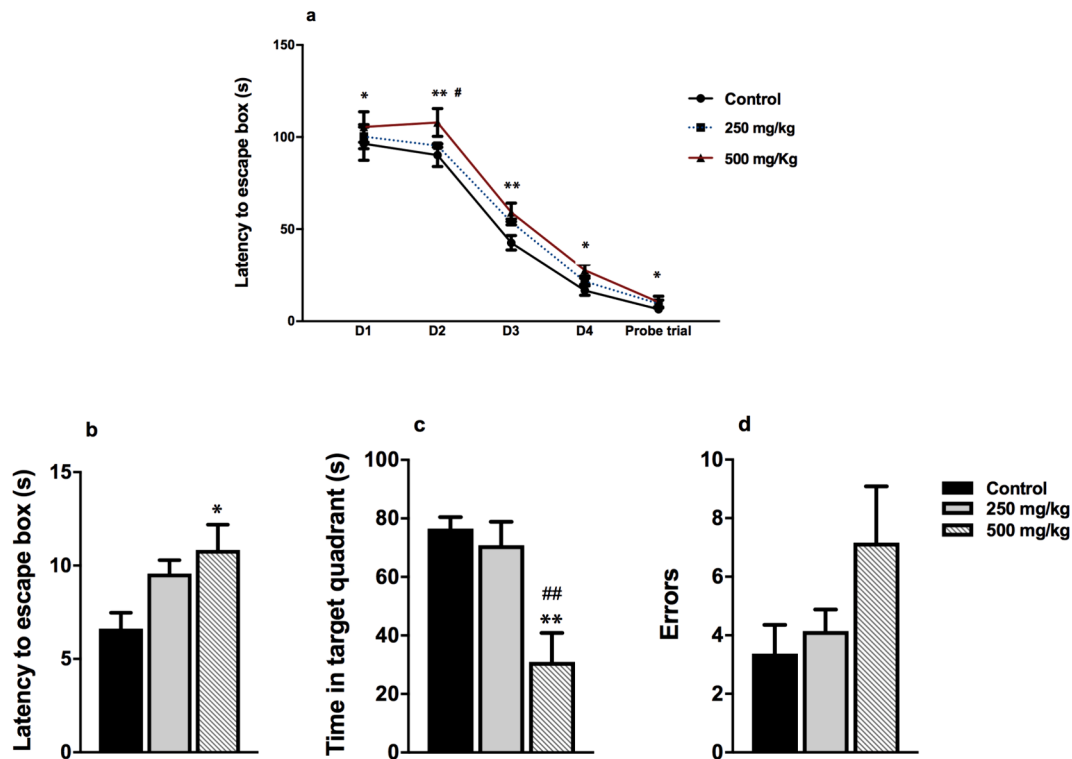 a
Latency to escape box (s)
150
100
50
0
* ** # ** * *
D1 D2 D3 D4 Probe trial
Control
250 mg/kg
500 mg/Kg
b
Latency to escape box (s)
15
10
5
0
*
c
Time in target quadrant (s)
100
80
60
40
20
0
##
**
d
Errors
10
8
6
4
2
0
Control
250 mg/kg
500 mg/kg